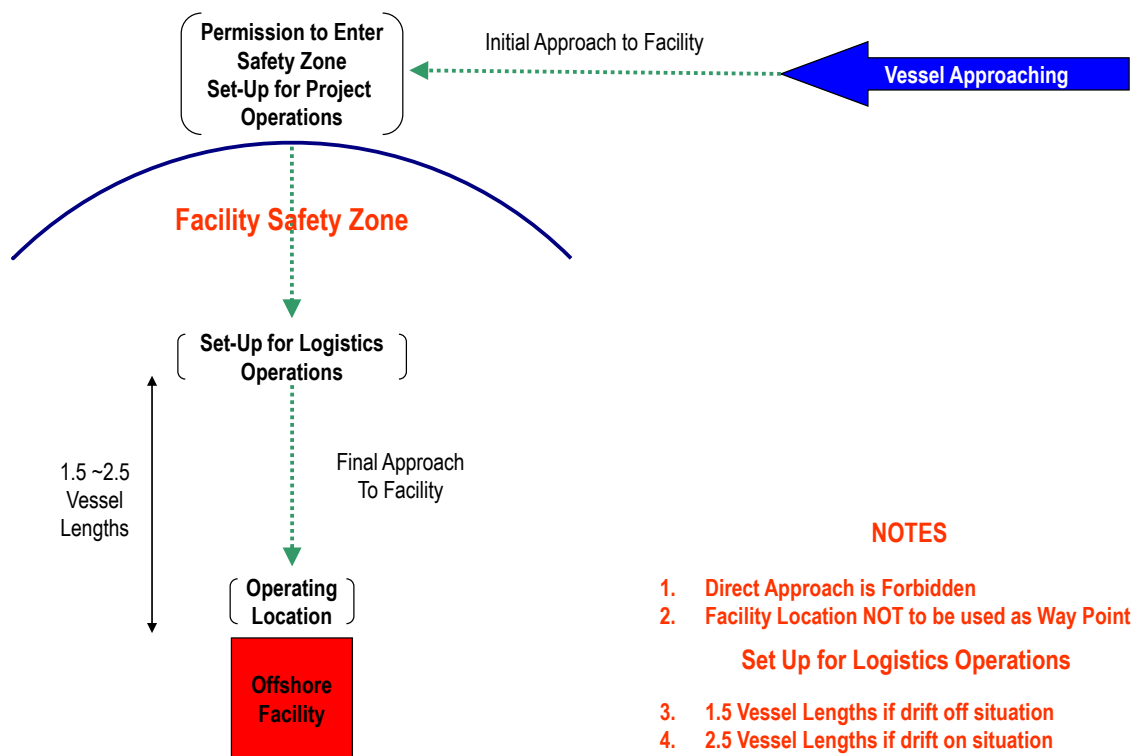 Permission to Enter
Safety Zone
Set-Up for Project
Operations
Initial Approach to Facility
Vessel Approaching
Facility Safety Zone
Set-Up for Logistics
Operations
1.5 ~2.5
Vessel
Lengths
Final Approach
To Facility
Operating
Location
Offshore
Facility
NOTES
1. Direct Approach is Forbidden
2. Facility Location NOT to be used as Way Point
Set Up for Logistics Operations
3. 1.5 Vessel Lengths if drift off situation
4. 2.5 Vessel Lengths if drift on situation